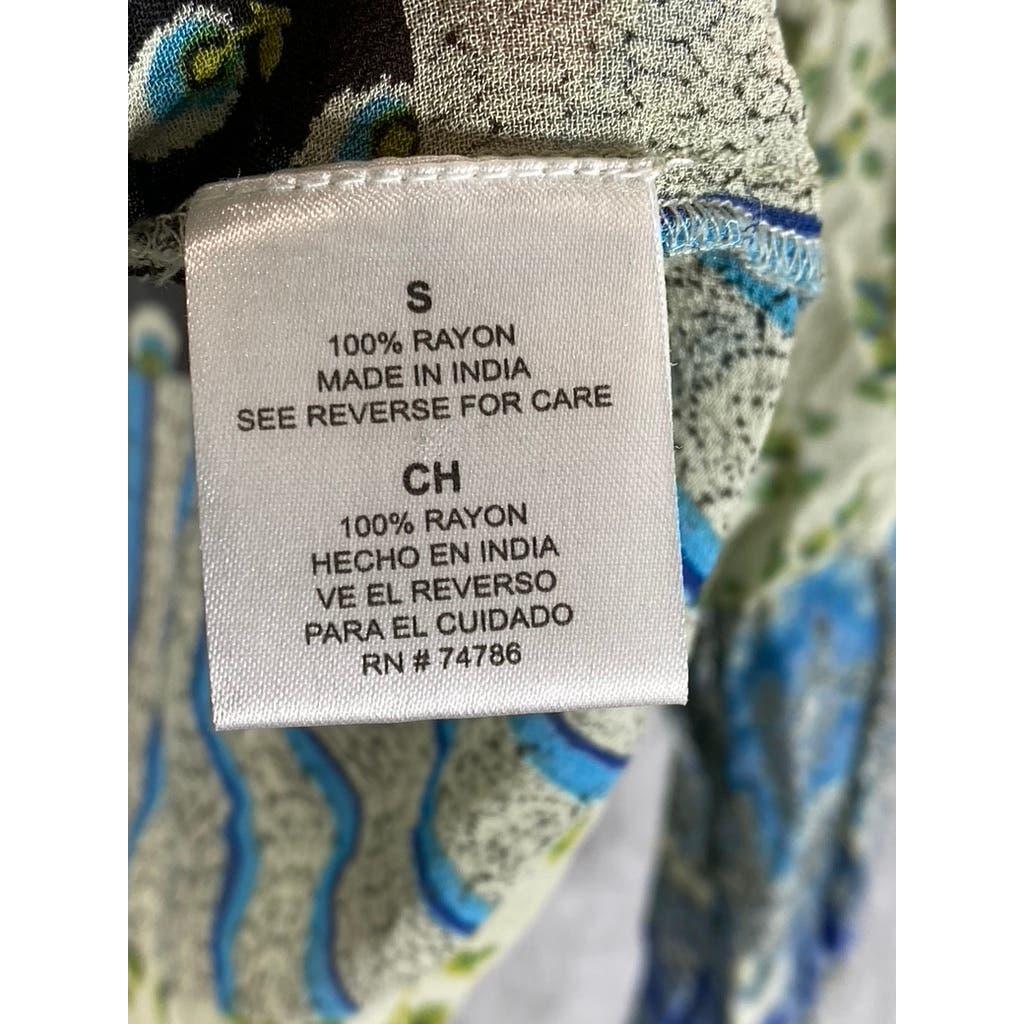 S
100% RAYON
MADE IN INDIA
SEE REVERSE FOR CARE
CH
100% RAYON
HECHO EN INDIA
VE EL REVERSO
PARA EL CUIDADO
RN # 74786